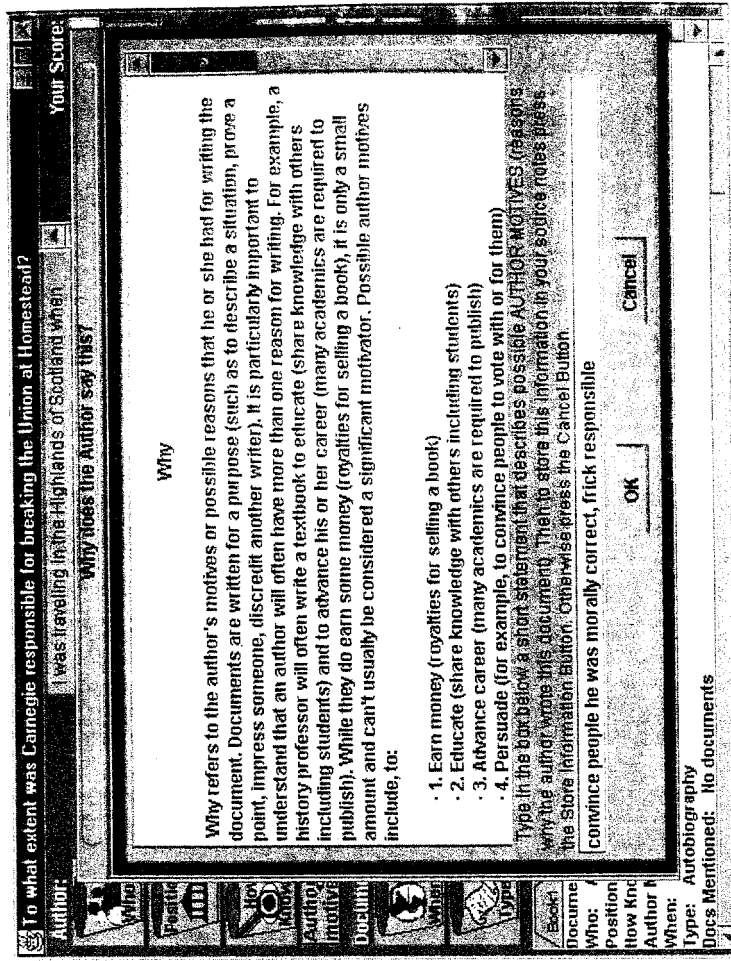 To what extent was Carnegie responsible for breaking the Union at Homestead?
Author:
I was traveling in the Highlands of Scotland when
Your Score:
Why does the Author say this?
Who
Positio
How
Know
Author
motive
Docum
When
Type
Why
Why refers to the author's motives or possible reasons that he or she had for writing the
document. Documents are written for a purpose (such as to describe a situation, prove a
point, impress someone, discredit another writer). It is particularly important to
understand that an author will often have more than one reason for writing. For example, a
history professor will often write a textbook to educate (share knowledge with others
including students) and to advance his or her career (many academics are required to
publish). While they do earn some money (royalties for selling a book), it is only a small
amount and can't usually be considered a significant motivator. Possible author motives
include, to:
· 1. Earn money (royalties for selling a book)
· 2. Educate (share knowledge with others including students)
· 3. Advance career (many academics are required to publish)
· 4. Persuade (for example, to convince people to vote with or for them)
Type in the box below a short statement that describes possible AUTHOR MOTIVES (reasons
why the author wrote this document). Then to store this information in your source notes press
the Store Information Button. Otherwise press the Cancel Button.
convince people he was morally correct, frick responsible
OK
Cancel
Book1
Docume
Who:
Position
How Kno
Author M
When:
Type: Autobiography
Docs Mentioned: No documents